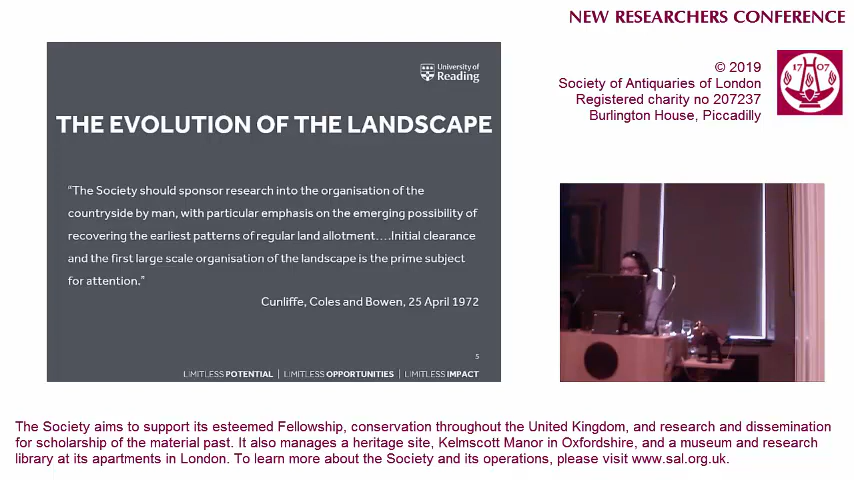 NEW RESEARCHERS CONFERENCE
© 2019
Society of Antiquaries of London
Registered charity no 207237
Burlington House, Piccadilly
1707
University of
Reading
THE EVOLUTION OF THE LANDSCAPE
“The Society should sponsor research into the organisation of the
countryside by man, with particular emphasis on the emerging possibility of
recovering the earliest patterns of regular land allotment….Initial clearance
and the first large scale organisation of the landscape is the prime subject
for attention.”
Cunliffe, Coles and Bowen, 25 April 1972
5
LIMITLESS POTENTIAL | LIMITLESS OPPORTUNITIES | LIMITLESS IMPACT
The Society aims to support its esteemed Fellowship, conservation throughout the United Kingdom, and research and dissemination
for scholarship of the material past. It also manages a heritage site, Kelmscott Manor in Oxfordshire, and a museum and research
library at its apartments in London. To learn more about the Society and its operations, please visit www.sal.org.uk.